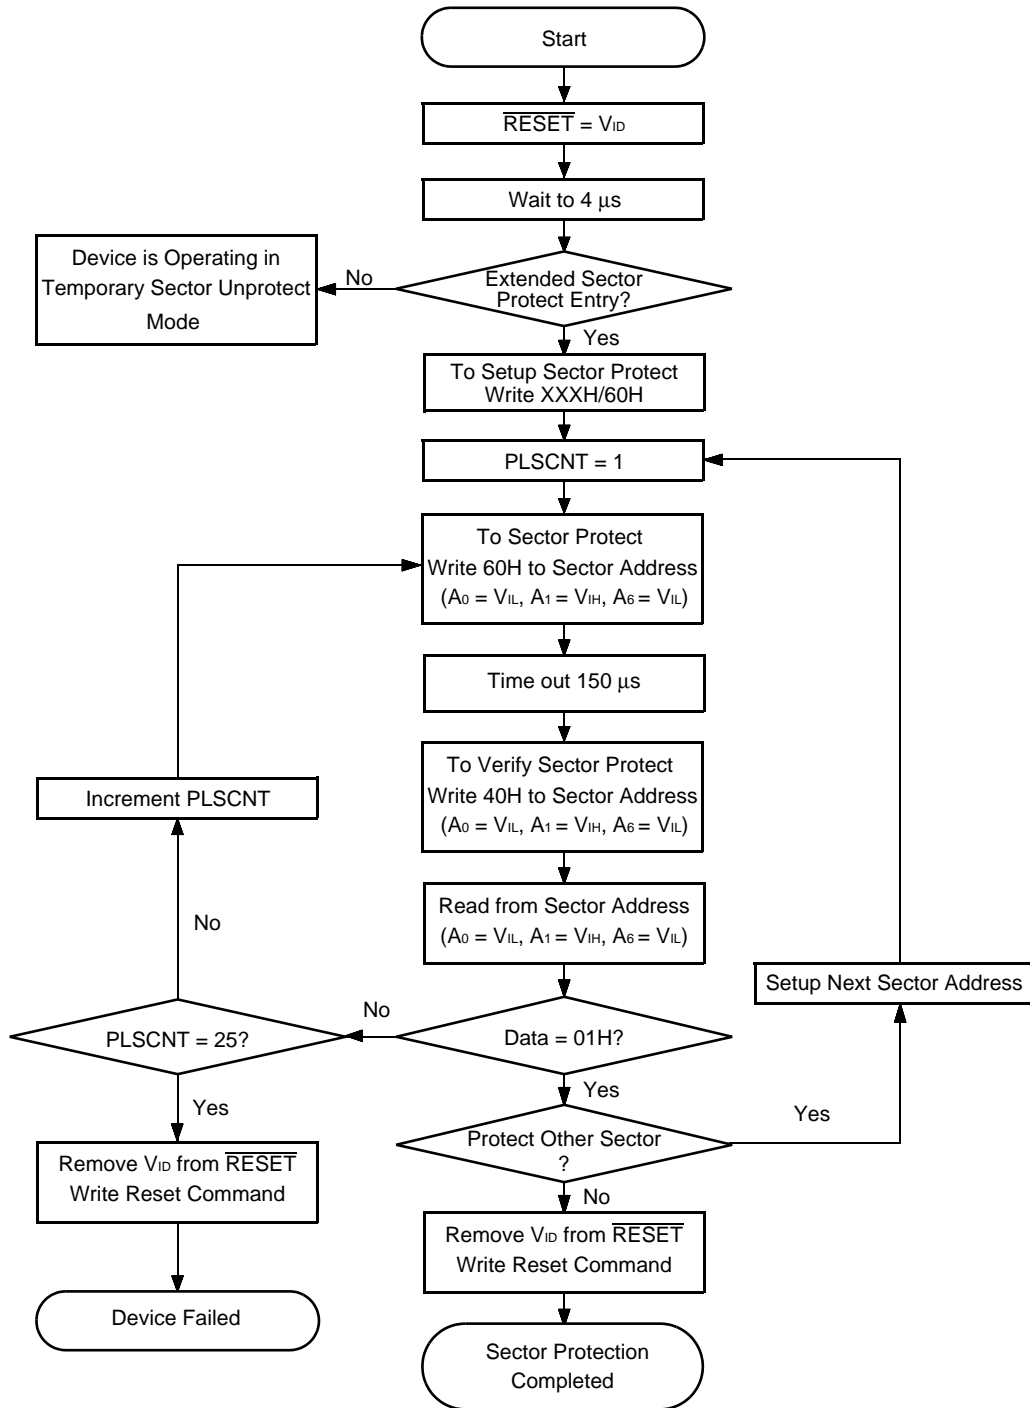 Start
RESET = VID
Wait to 4 μs
Device is Operating in
Temporary Sector Unprotect
Mode
No
Extended Sector
Protect Entry?
Yes
To Setup Sector Protect
Write XXXH/60H
PLSCNT = 1
To Sector Protect
Write 60H to Sector Address
(A0 = VIL, A1 = VIH, A6 = VIL)
Time out 150 μs
To Verify Sector Protect
Write 40H to Sector Address
(A0 = VIL, A1 = VIH, A6 = VIL)
Increment PLSCNT
Read from Sector Address
(A0 = VIL, A1 = VIH, A6 = VIL)
No
Setup Next Sector Address
PLSCNT = 25?
No
Data = 01H?
Yes
Yes
Protect Other Sector
?
Yes
No
Remove VID from RESET
Write Reset Command
Remove VID from RESET
Write Reset Command
Device Failed
Sector Protection
Completed